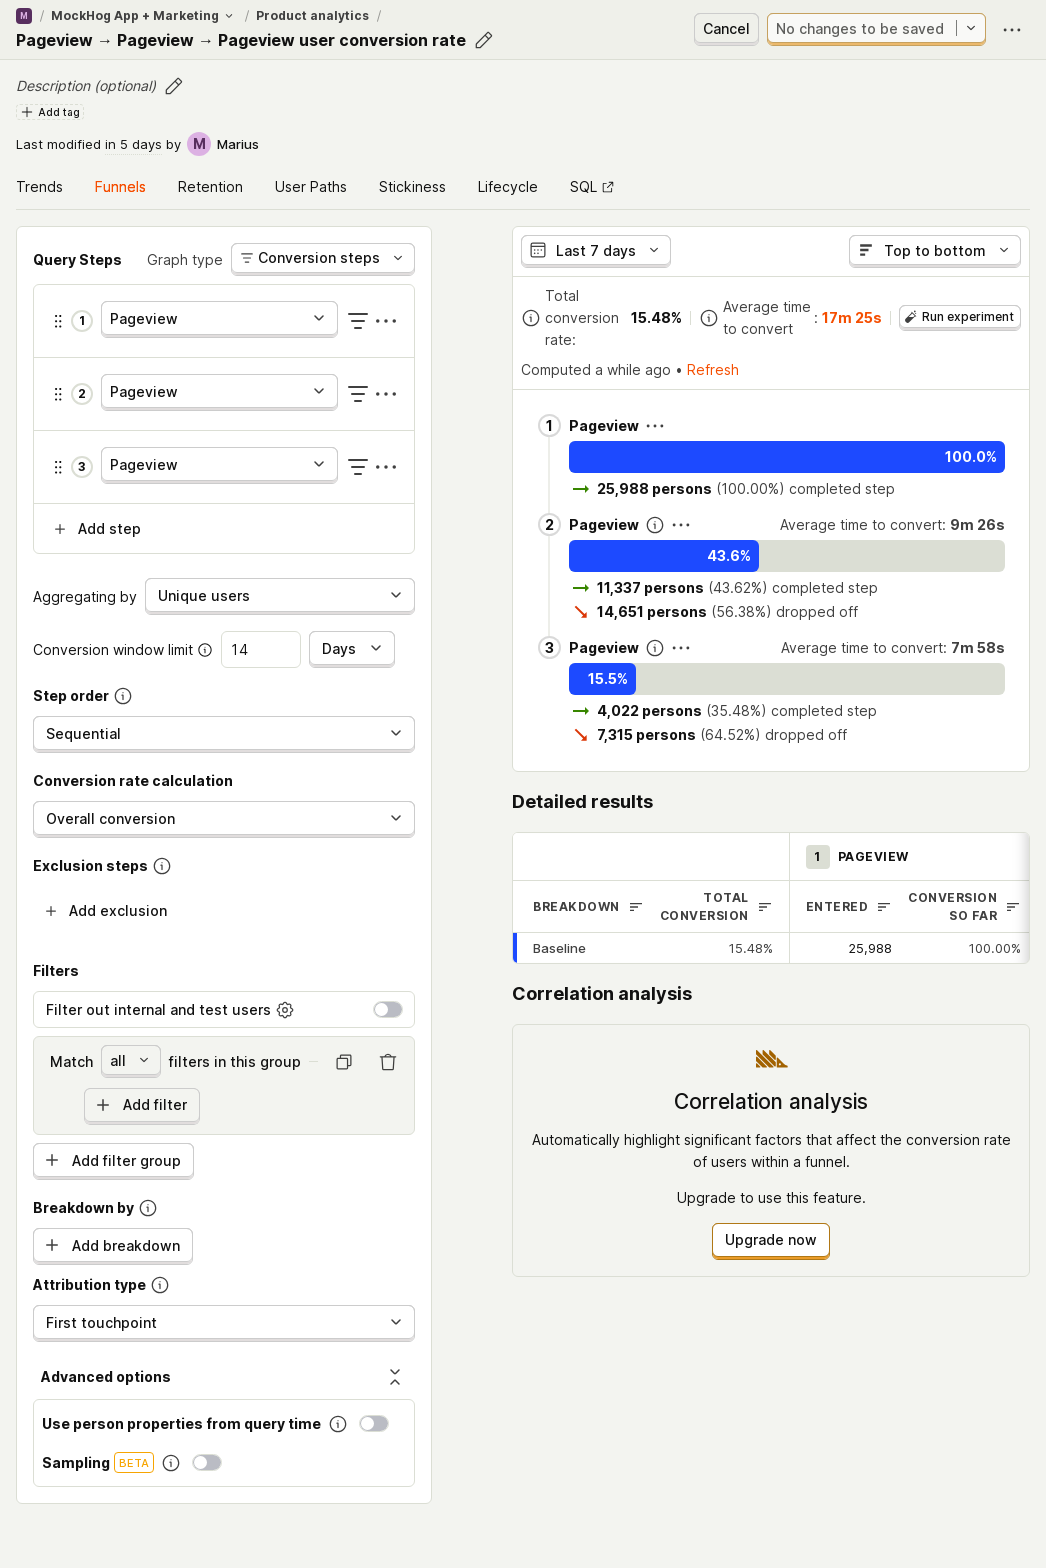 M / MockHog App + Marketing / Product analytics /
Pageview → Pageview → Pageview user conversion rate
Cancel
No changes to be saved
Description (optional)
Add tag
Last modified in 5 days by M Marius
Trends Funnels Retention User Paths Stickiness Lifecycle SQL
Query Steps Graph type Conversion steps
1 Pageview
2 Pageview
3 Pageview
Add step
Aggregating by Unique users
Conversion window limit 14 Days
Step order
Sequential
Conversion rate calculation
Overall conversion
Exclusion steps
Add exclusion
Filters
Filter out internal and test users
Match all filters in this group
Add filter
Add filter group
Breakdown by
Add breakdown
Attribution type
First touchpoint
Advanced options
Use person properties from query time
Sampling BETA
Last 7 days Top to bottom
Total
conversion
rate:
15.48%
Average time
to convert
: 17m 25s
Run experiment
Computed a while ago • Refresh
1 Pageview
100.0%
→ 25,988 persons (100.00%) completed step
2 Pageview Average time to convert: 9m 26s
43.6%
→ 11,337 persons (43.62%) completed step
↘ 14,651 persons (56.38%) dropped off
3 Pageview Average time to convert: 7m 58s
15.5%
→ 4,022 persons (35.48%) completed step
↘ 7,315 persons (64.52%) dropped off
Detailed results
1 PAGEVIEW
BREAKDOWN
TOTAL
CONVERSION
ENTERED
CONVERSION
SO FAR
Baseline 15.48% 25,988 100.00%
Correlation analysis
Correlation analysis
Automatically highlight significant factors that affect the conversion rate
of users within a funnel.
Upgrade to use this feature.
Upgrade now